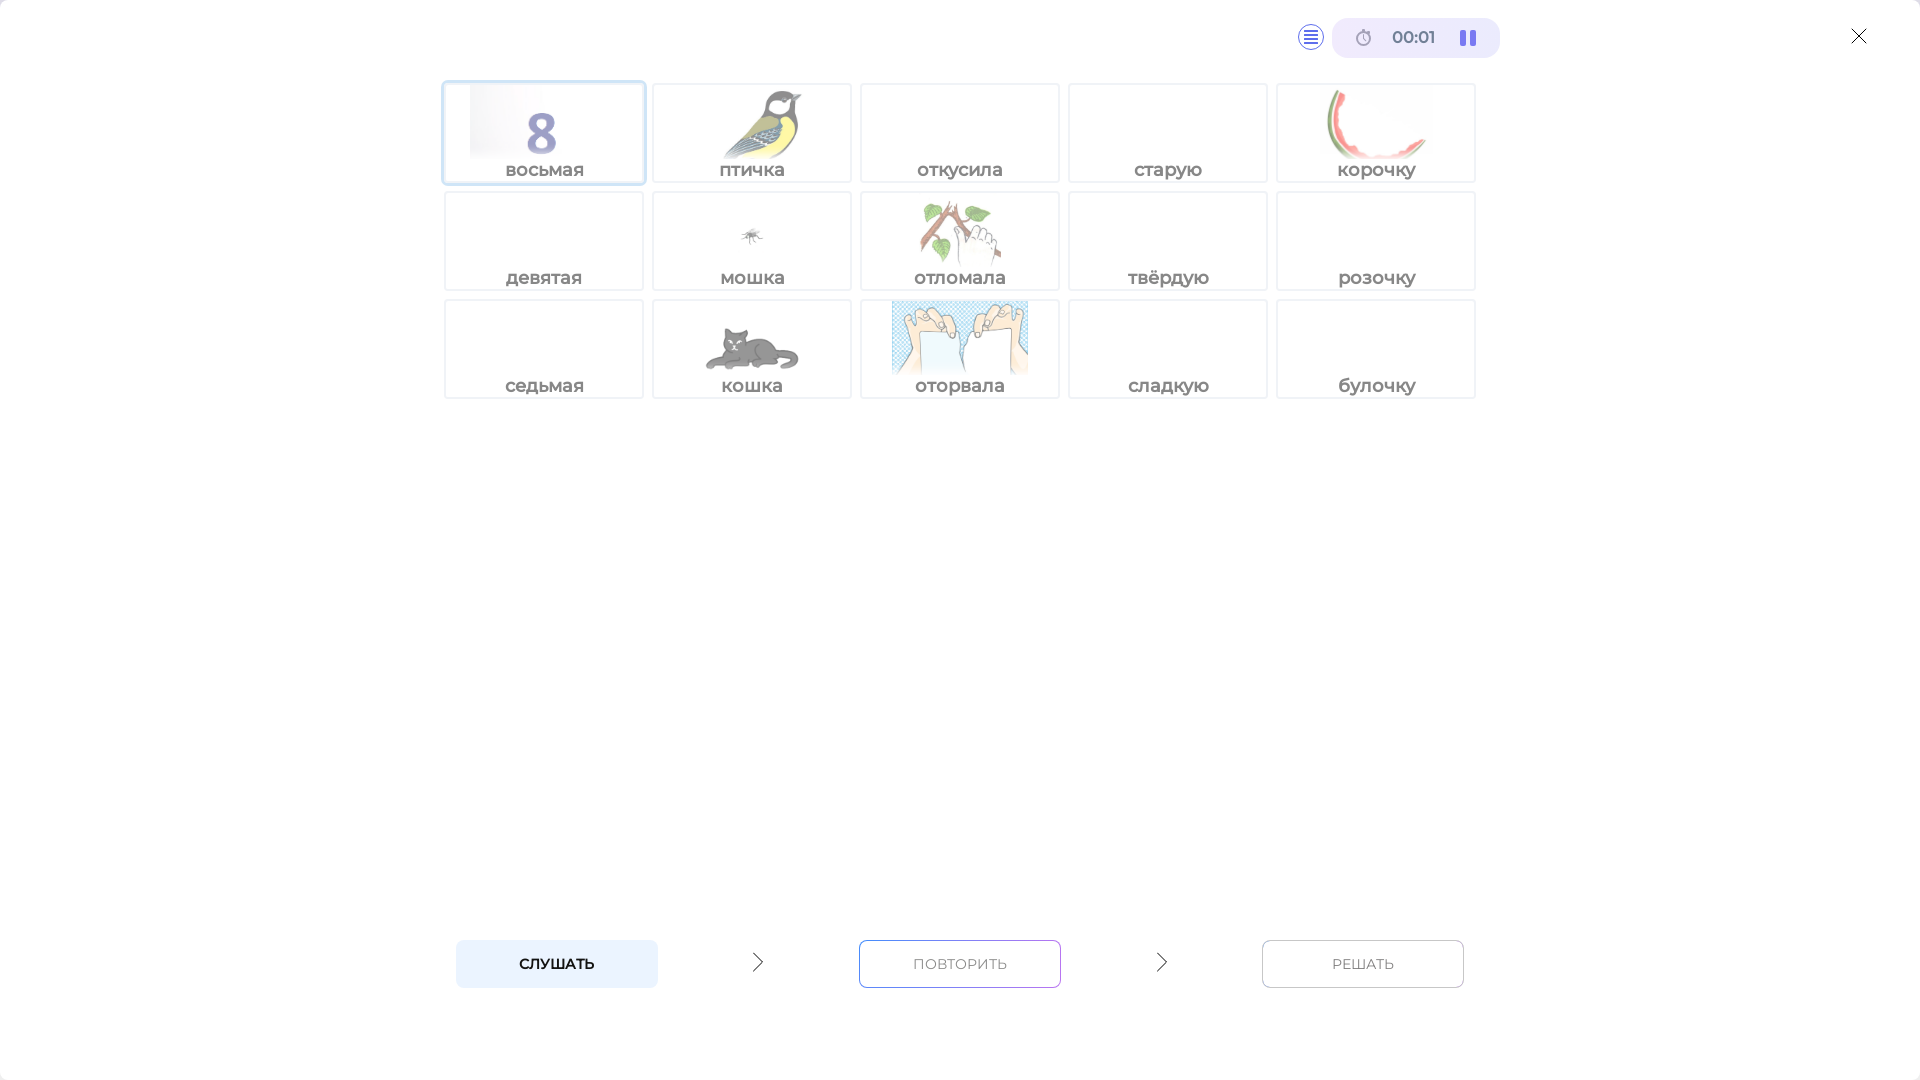 00:01
8
восьмая птичка откусила старую корочку
девятая мошка отломала твёрдую розочку
седьмая кошка оторвала сладкую булочку
СЛУШАТЬ ПОВТОРИТЬ РЕШАТЬ